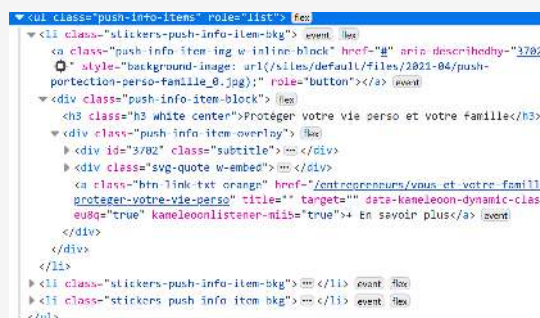 <ul class="push-info-items" role="list"> flex
<li class="stickers-push-info-item-bkg"> event flex
<a class="push-info-item-img w-inline-block" href="#" aria-describedby="3702
" style="background-image: url(/sites/default/files/2021-04/push-
portection-perso-famille_0.jpg);" role="button"></a> event
<div class="push-info-item-block"> flex
<h3 class="h3 white center">Protéger votre vie perso et votre famille</h3>
<div class="push-info-item-overlay"> flex
<div id="3702" class="subtitle"> ··· </div>
<div class="svg-quote w-embed"> ··· </div>
<a class="btn-link-txt orange" href="/entrepreneurs/vous-et-votre-famill
proteger-votre-vie-perso" title="" target="" data-kameleoon-dynamic-clas
eu8q="true" kameleoonlistener-mii5="true">+ En savoir plus</a> event
</div>
</div>
</li>
<li class="stickers-push-info-item-bkg"> ··· </li> event flex
<li class="stickers-push-info-item-bkg"> ··· </li> event flex
</ul>